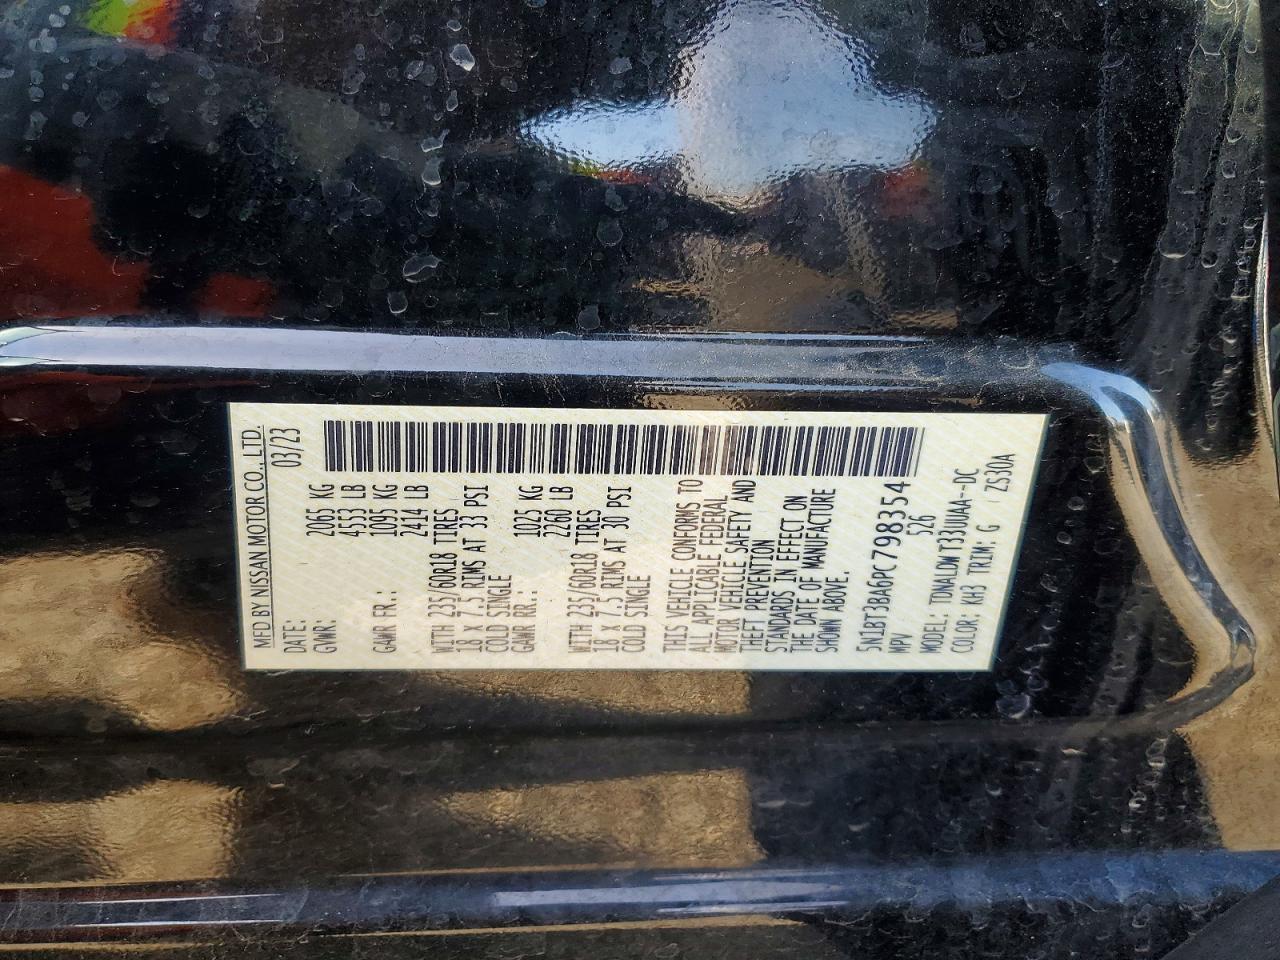 MFD BY NISSAN MOTOR CO., LTD.
DATE: 03/23
GVWR: 2065 KG
4553 LB
GAWR FR.: 1095 KG
2414 LB
WITH 235/60R18 TIRES
18 X 7.5 RIMS AT 33 PSI
COLD SINGLE
GAWR RR.: 1025 KG
2260 LB
WITH 235/60R18 TIRES
18 X 7.5 RIMS AT 30 PSI
COLD SINGLE
THIS VEHICLE CONFORMS TO
ALL APPLICABLE FEDERAL
MOTOR VEHICLE SAFETY AND
THEFT PREVENTION
STANDARDS IN EFFECT ON
THE DATE OF MANUFACTURE
SHOWN ABOVE.
5N1BT3BA6PC798354
MPV 526
MODEL: TDNALDW T33UUAA--DC
COLOR: KH3 TRIM: G ZS30A